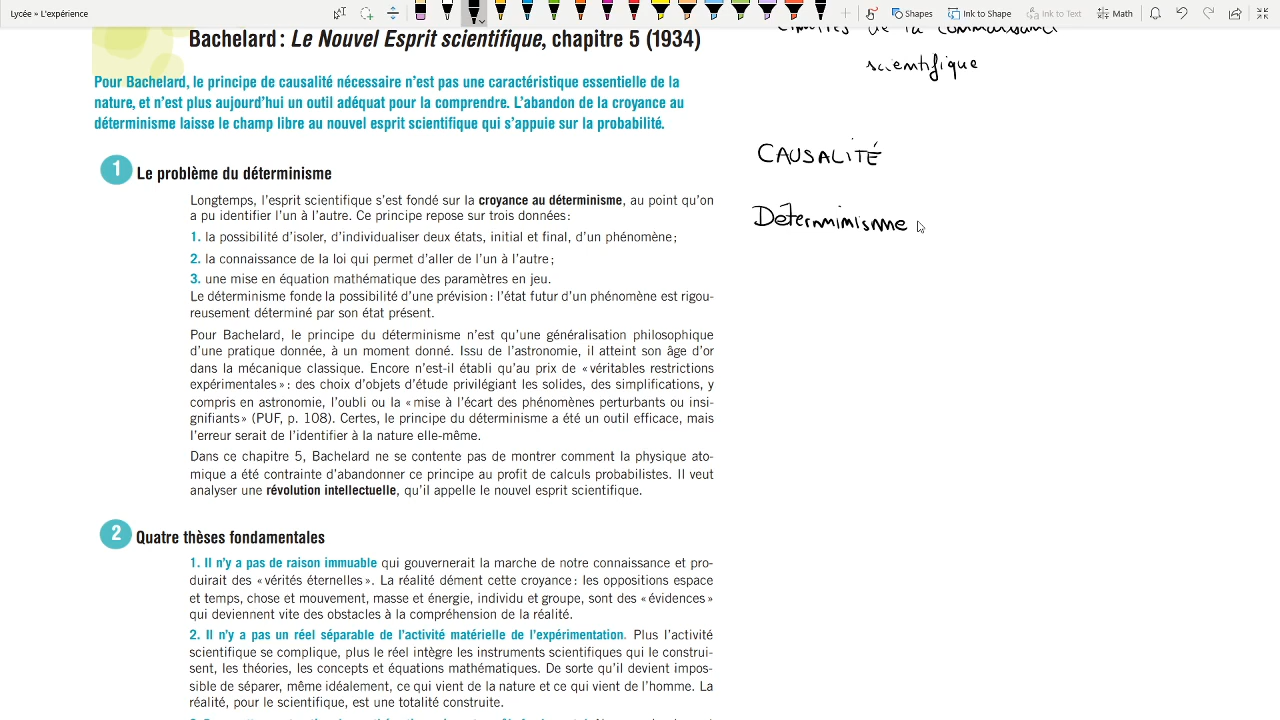 Lycée » L'expérience
Shapes
Ink to Shape
Ink to Text
Math
Bachelard : Le Nouvel Esprit scientifique, chapitre 5 (1934)
Pour Bachelard, le principe de causalité nécessaire n'est pas une caractéristique essentielle de la
nature, et n'est plus aujourd'hui un outil adéquat pour la comprendre. L'abandon de la croyance au
déterminisme laisse le champ libre au nouvel esprit scientifique qui s'appuie sur la probabilité.
1 Le problème du déterminisme
Longtemps, l'esprit scientifique s'est fondé sur la croyance au déterminisme, au point qu'on
a pu identifier l'un à l'autre. Ce principe repose sur trois données :
1. la possibilité d'isoler, d'individualiser deux états, initial et final, d'un phénomène ;
2. la connaissance de la loi qui permet d'aller de l'un à l'autre ;
3. une mise en équation mathématique des paramètres en jeu.
Le déterminisme fonde la possibilité d'une prévision : l'état futur d'un phénomène est rigou-
reusement déterminé par son état présent.
Pour Bachelard, le principe du déterminisme n'est qu'une généralisation philosophique
d'une pratique donnée, à un moment donné. Issu de l'astronomie, il atteint son âge d'or
dans la mécanique classique. Encore n'est-il établi qu'au prix de « véritables restrictions
expérimentales » : des choix d'objets d'étude privilégiant les solides, des simplifications, y
compris en astronomie, l'oubli ou la « mise à l'écart des phénomènes perturbants ou insi-
gnifiants » (PUF, p. 108). Certes, le principe du déterminisme a été un outil efficace, mais
l'erreur serait de l'identifier à la nature elle-même.
Dans ce chapitre 5, Bachelard ne se contente pas de montrer comment la physique ato-
mique a été contrainte d'abandonner ce principe au profit de calculs probabilistes. Il veut
analyser une révolution intellectuelle, qu'il appelle le nouvel esprit scientifique.
2 Quatre thèses fondamentales
1. Il n'y a pas de raison immuable qui gouvernerait la marche de notre connaissance et pro-
duirait des « vérités éternelles ». La réalité dément cette croyance : les oppositions espace
et temps, chose et mouvement, masse et énergie, individu et groupe, sont des « évidences »
qui deviennent vite des obstacles à la compréhension de la réalité.
2. Il n'y a pas un réel séparable de l'activité matérielle de l'expérimentation. Plus l'activité
scientifique se complique, plus le réel intègre les instruments scientifiques qui le construi-
sent, les théories, les concepts et équations mathématiques. De sorte qu'il devient impos-
sible de séparer, même idéalement, ce qui vient de la nature et ce qui vient de l'homme. La
réalité, pour le scientifique, est une totalité construite.
de la connaissance
scientifique
CAUSALITÉ
Déterminisme